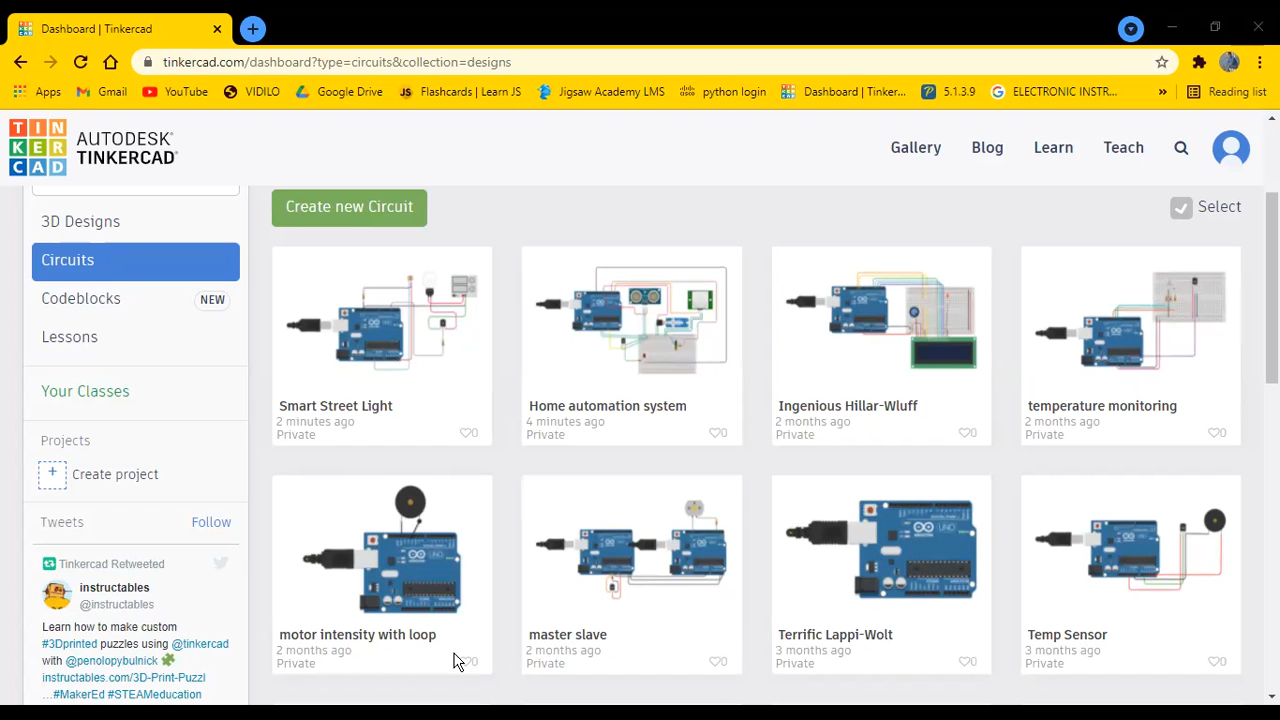 Dashboard | Tinkercad
tinkercad.com/dashboard?type=circuits&collection=designs
Apps Gmail YouTube VIDILO Google Drive Flashcards | Learn JS Jigsaw Academy LMS python login Dashboard | Tinker... 5.1.3.9 ELECTRONIC INSTR... » Reading list
TIN
KER
CAD
AUTODESK®
TINKERCAD®
Gallery Blog Learn Teach
3D Designs
Circuits
Codeblocks NEW
Lessons
Your Classes
Projects
+ Create project
Tweets Follow
Tinkercad Retweeted
instructables
@instructables
Learn how to make custom
#3Dprinted puzzles using @tinkercad
with @penolopybulnick
instructables.com/3D-Print-Puzzl
…#MakerEd #STEAMeducation
Create new Circuit
Select
Smart Street Light
2 minutes ago
Private 0
Home automation system
4 minutes ago
Private 0
Ingenious Hillar-Wluff
2 months ago
Private 0
temperature monitoring
2 months ago
Private 0
motor intensity with loop
2 months ago
Private 0
master slave
2 months ago
Private 0
UNO
Terrific Lappi-Wolt
3 months ago
Private 0
Temp Sensor
3 months ago
Private 0